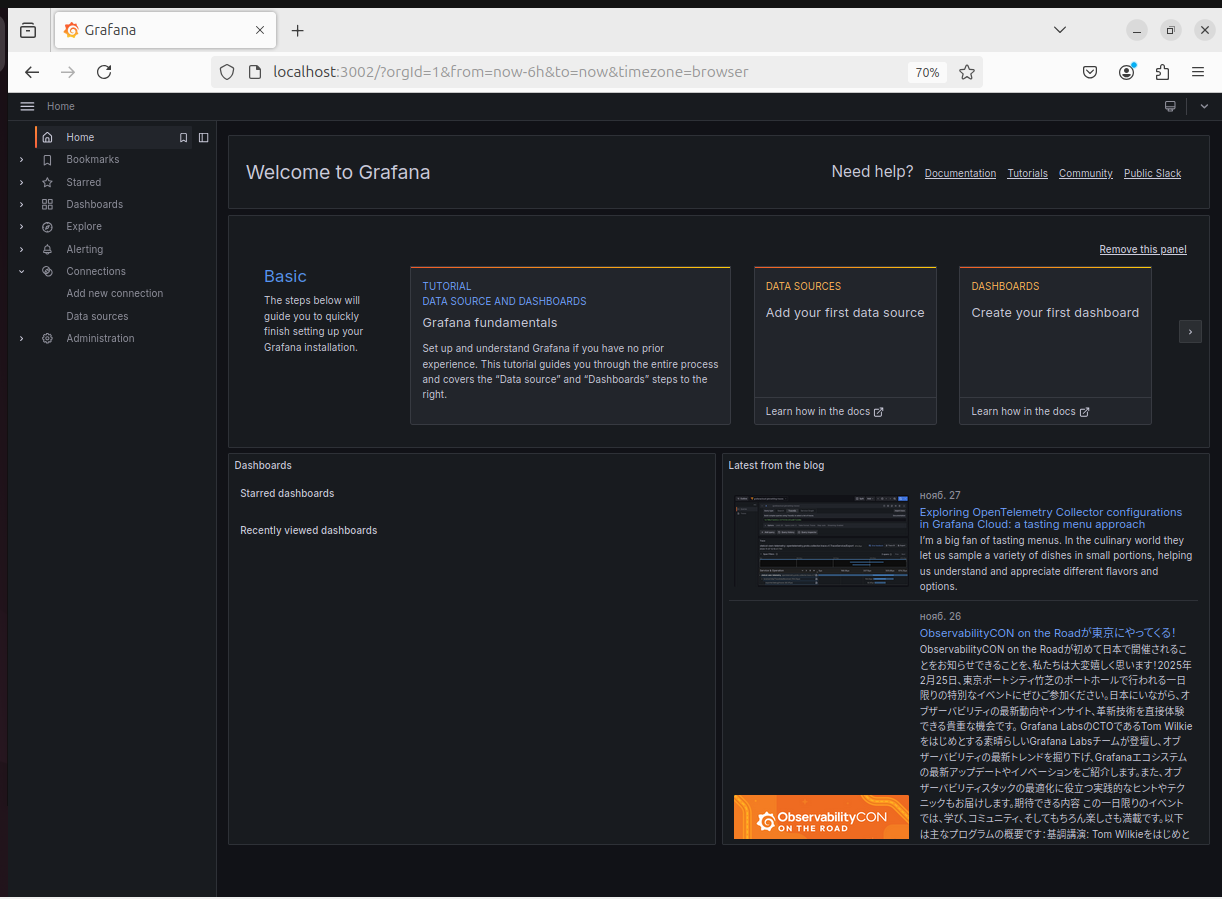 Grafana
localhost:3002/?orgId=1&from=now-6h&to=now&timezone=browser
70%
Home
Home
Bookmarks
Starred
Dashboards
Explore
Alerting
Connections
Add new connection
Data sources
Administration
Welcome to Grafana
Need help?
Documentation
Tutorials
Community
Public Slack
Remove this panel
Basic
The steps below will
guide you to quickly
finish setting up your
Grafana installation.
TUTORIAL
DATA SOURCE AND DASHBOARDS
Grafana fundamentals
Set up and understand Grafana if you have no prior
experience. This tutorial guides you through the entire process
and covers the “Data source” and “Dashboards” steps to the
right.
DATA SOURCES
Add your first data source
Learn how in the docs
DASHBOARDS
Create your first dashboard
Learn how in the docs
Dashboards
Starred dashboards
Recently viewed dashboards
Latest from the blog
нояб. 27
Exploring OpenTelemetry Collector configurations
in Grafana Cloud: a tasting menu approach
I’m a big fan of tasting menus. In the culinary world they
let us sample a variety of dishes in small portions, helping
us understand and appreciate different flavors and
options.
нояб. 26
ObservabilityCON on the Roadが東京にやってくる！
ObservabilityCON on the Roadが初めて日本で開催されるこ
とをお知らせできることを、私たちは大変嬉しく思います！2025年
2月25日、東京ポートシティ竹芝のポートホールで行われる一日
限りの特別なイベントにぜひご参加ください。日本にいながら、オ
ブザーバビリティの最新動向やインサイト、革新技術を直接体験
できる貴重な機会です。 Grafana LabsのCTOであるTom Wilkie
をはじめとする素晴らしいGrafana Labsチームが登壇し、オブ
ザーバビリティの最新トレンドを掘り下げ、Grafanaエコシステム
の最新アップデートやイノベーションをご紹介します。また、オブ
ザーバビリティスタックの最適化に役立つ実践的なヒントやテク
ニックもお届けします。期待できる内容 この一日限りのイベント
では、学び、コミュニティ、そしてもちろん楽しさも満載です。以下
は主なプログラムの概要です：基調講演: Tom Wilkieをはじめと
ObservabilityCON
ON THE ROAD